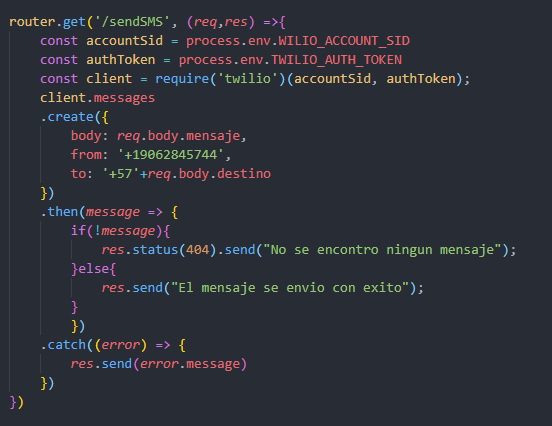 router.get('/sendSMS', (req,res) =>{
const accountSid = process.env.WILIO_ACCOUNT_SID
const authToken = process.env.TWILIO_AUTH_TOKEN
const client = require('twilio')(accountSid, authToken);
client.messages
.create({
body: req.body.mensaje,
from: '+19062845744',
to: '+57'+req.body.destino
})
.then(message => {
if(!message){
res.status(404).send("No se encontro ningun mensaje");
}else{
res.send("El mensaje se envio con exito");
}
})
.catch((error) => {
res.send(error.message)
})
})